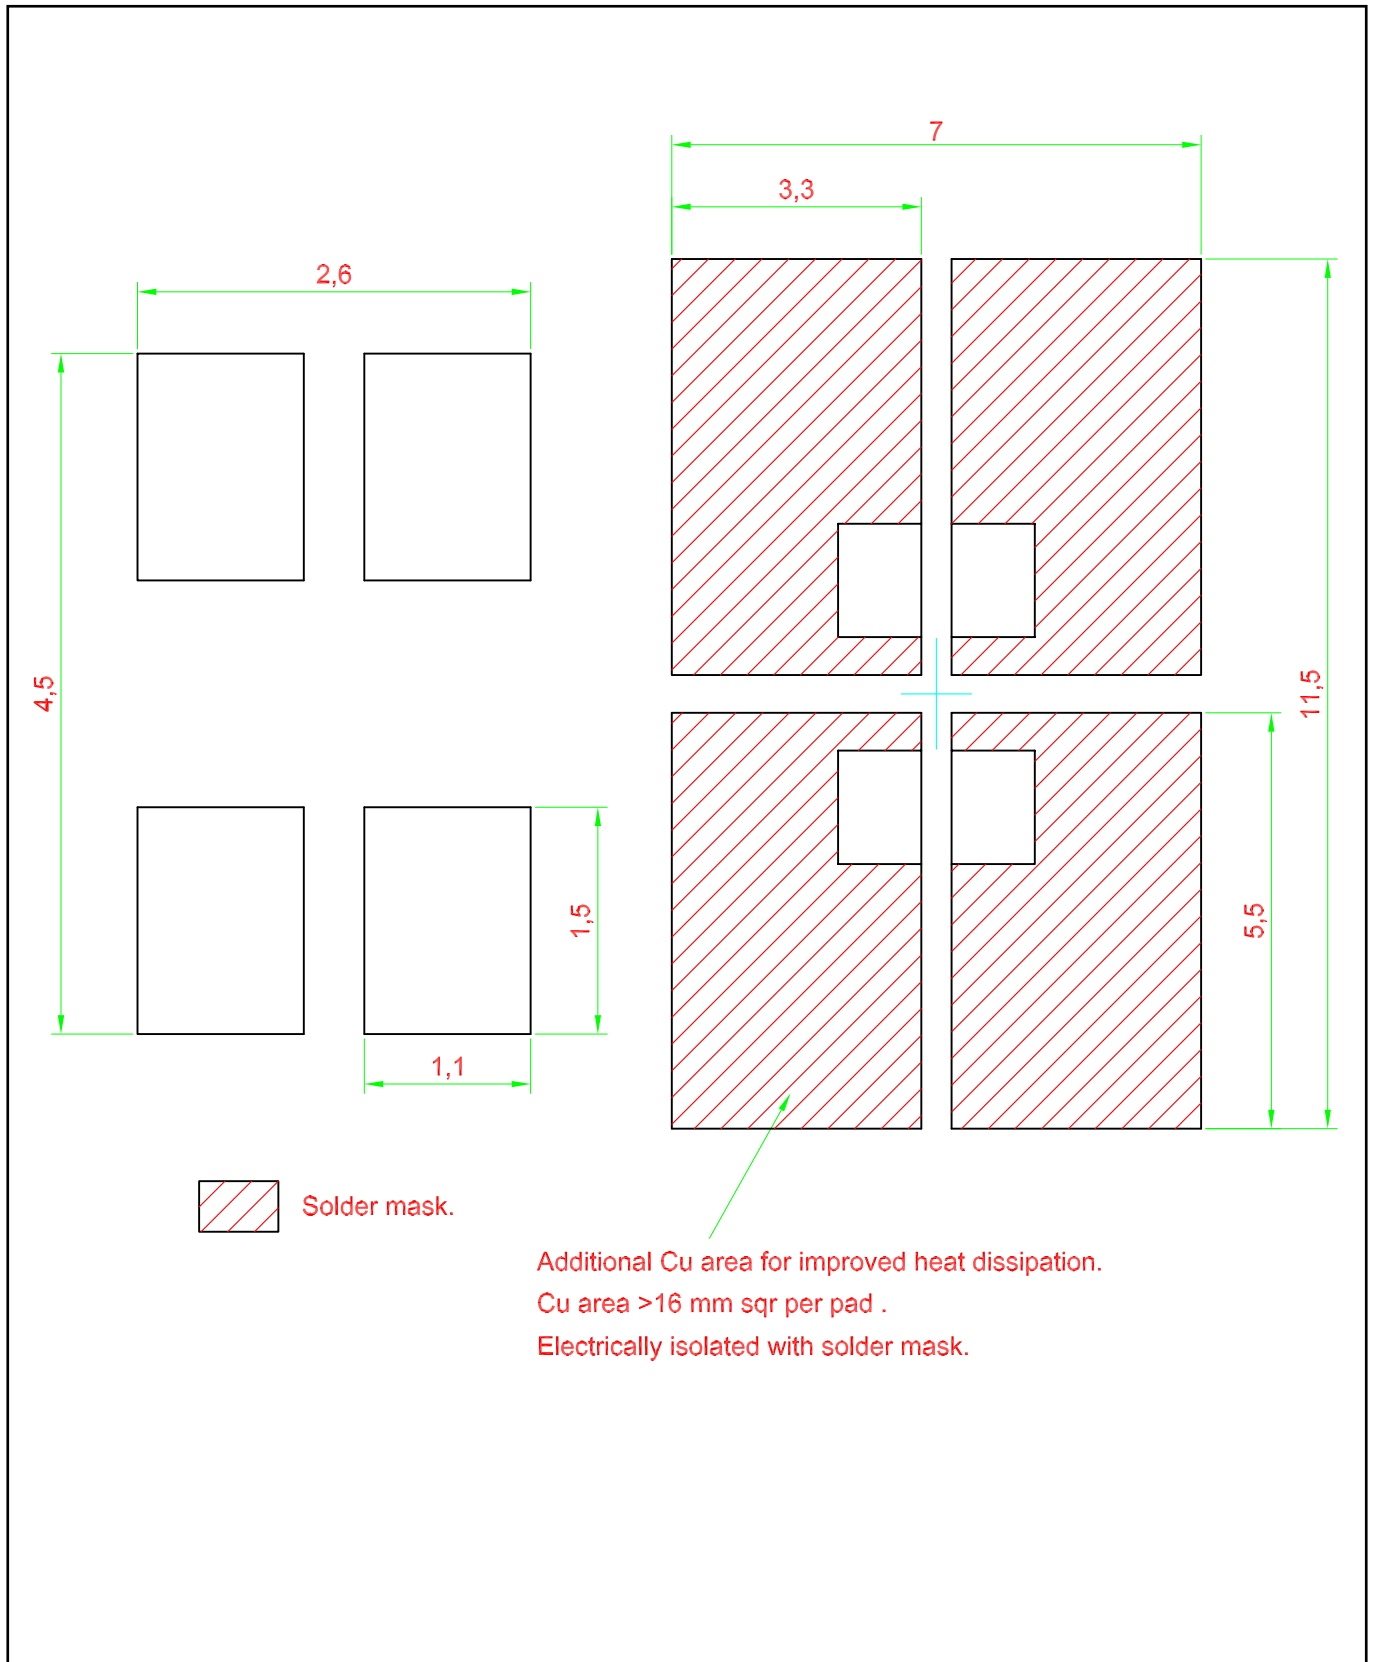 7
3,3
2,6
4,5
11,5
5,5
1,5
1,1
Solder mask.
Additional Cu area for improved heat dissipation.
Cu area >16 mm sqr per pad .
Electrically isolated with solder mask.